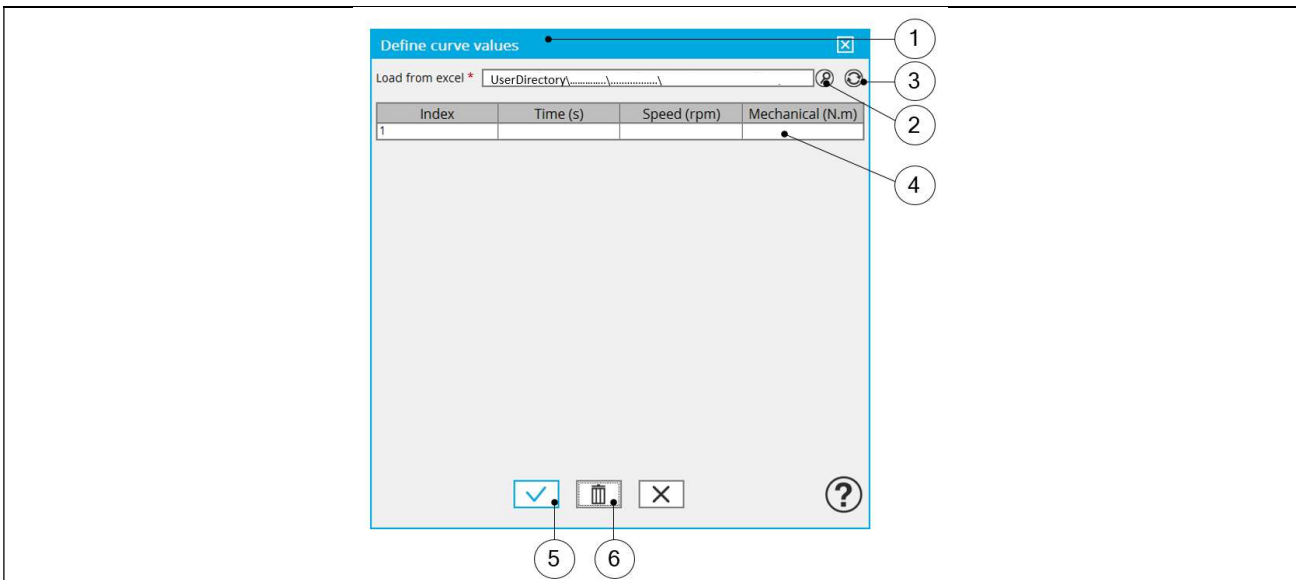 Define curve values
1
Load from excel * UserDirectory\..............\.................\
3
Index Time (s) Speed (rpm) Mechanical (N.m)
2
1
4
?
5 6